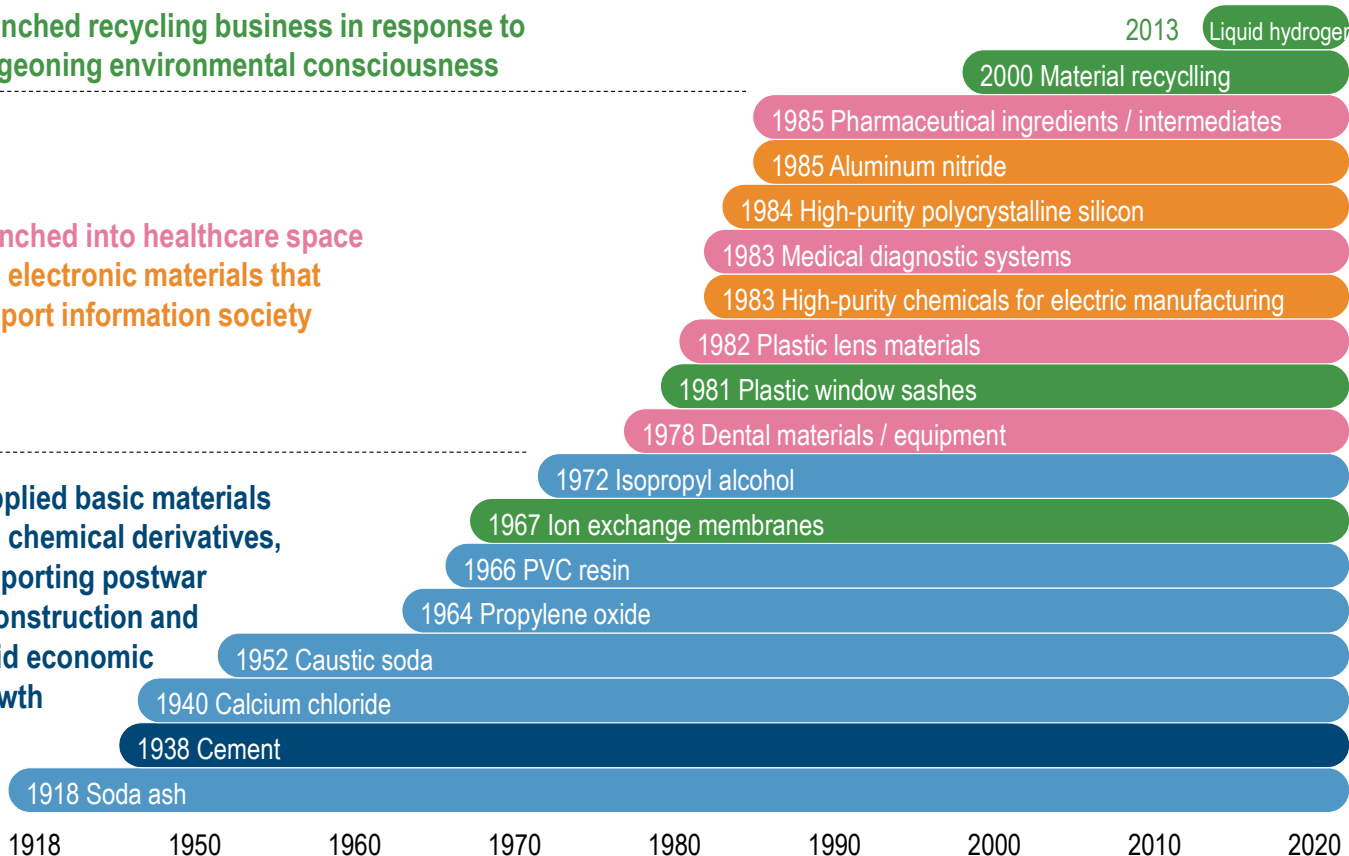 nched recycling business in response to
geoning environmental consciousness
2013 Liquid hydrogen
2000 Material recyclling
1985 Pharmaceutical ingredients / intermediates
1985 Aluminum nitride
1984 High-purity polycrystalline silicon
nched into healthcare space
electronic materials that
port information society
1983 Medical diagnostic systems
1983 High-purity chemicals for electric manufacturing
1982 Plastic lens materials
1981 Plastic window sashes
1978 Dental materials / equipment
plied basic materials
chemical derivatives,
porting postwar
onstruction and
id economic
wth
1972 Isopropyl alcohol
1967 Ion exchange membranes
1966 PVC resin
1964 Propylene oxide
1952 Caustic soda
1940 Calcium chloride
1938 Cement
1918 Soda ash
1918 1950 1960 1970 1980 1990 2000 2010 2020